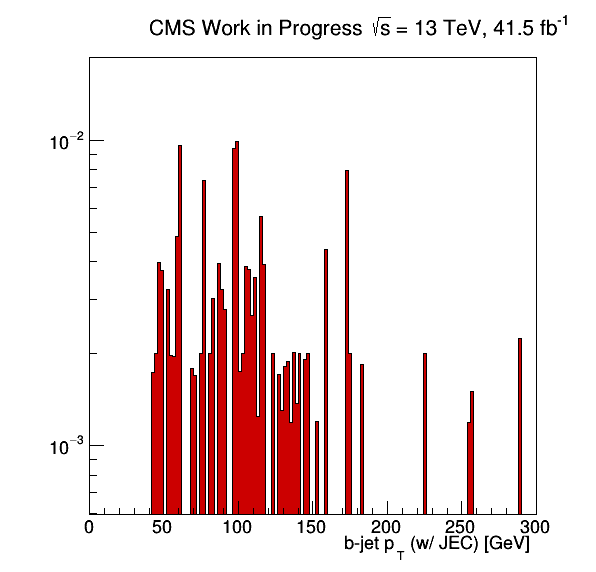 CMS Work in Progress √s = 13 TeV, 41.5 fb⁻¹
10⁻²
10⁻³
0 50 100 150 200 250 300
b-jet p_T (w/ JEC) [GeV]